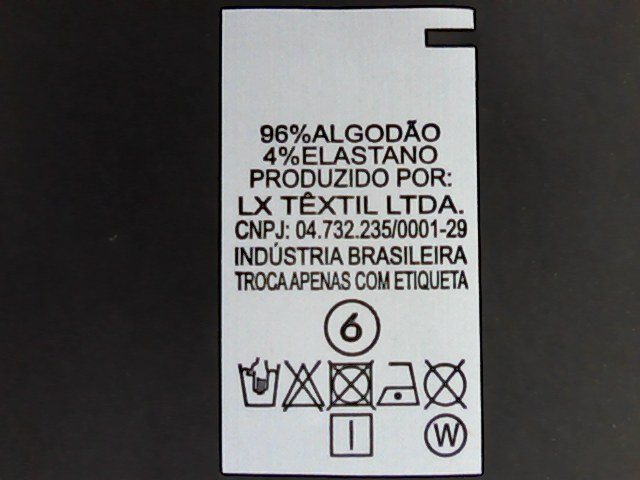 96%ALGODÃO
4%ELASTANO
PRODUZIDO POR:
LX TÊXTIL LTDA.
CNPJ: 04.732.235/0001-29
INDÚSTRIA BRASILEIRA
TROCA APENAS COM ETIQUETA
6
W